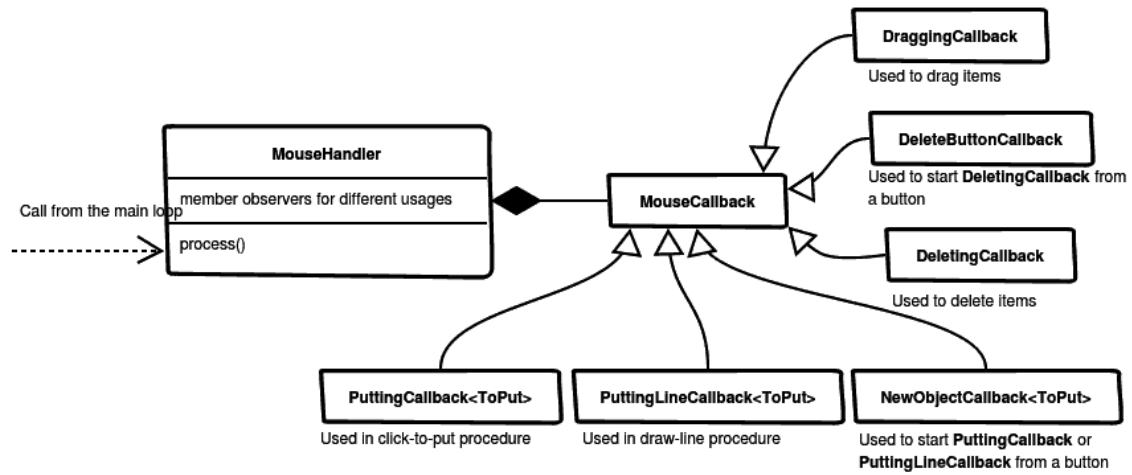 DraggingCallback
Used to drag items
MouseHandler
DeleteButtonCallback
Used to start DeletingCallback from
a button
member observers for different usages
MouseCallback
Call from the main loop
process()
DeletingCallback
Used to delete items
PuttingCallback<ToPut>
Used in click-to-put procedure
PuttingLineCallback<ToPut>
Used in draw-line procedure
NewObjectCallback<ToPut>
Used to start PuttingCallback or
PuttingLineCallback from a button